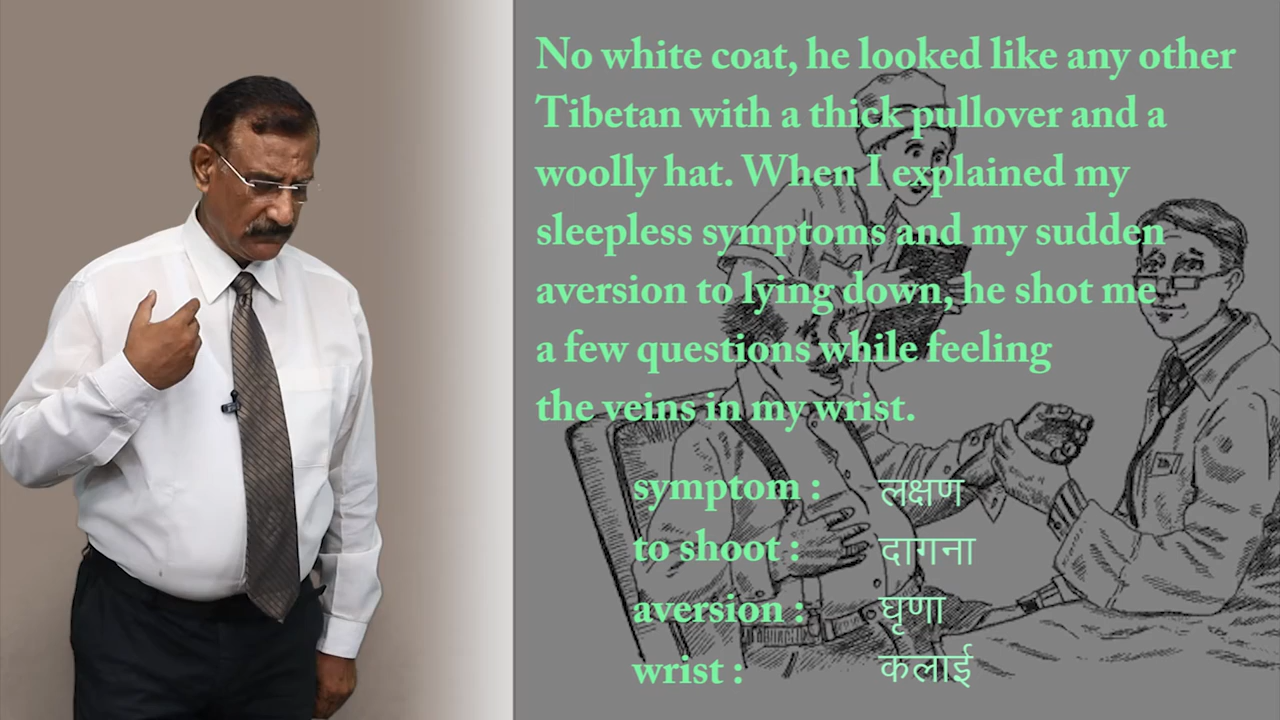 No white coat, he looked like any other
Tibetan with a thick pullover and a
woolly hat. When I explained my
sleepless symptoms and my sudden
aversion to lying down, he shot me
a few questions while feeling
the veins in my wrist.
symptom : लक्षण
to shoot : दागना
aversion : घृणा
wrist : कलाई